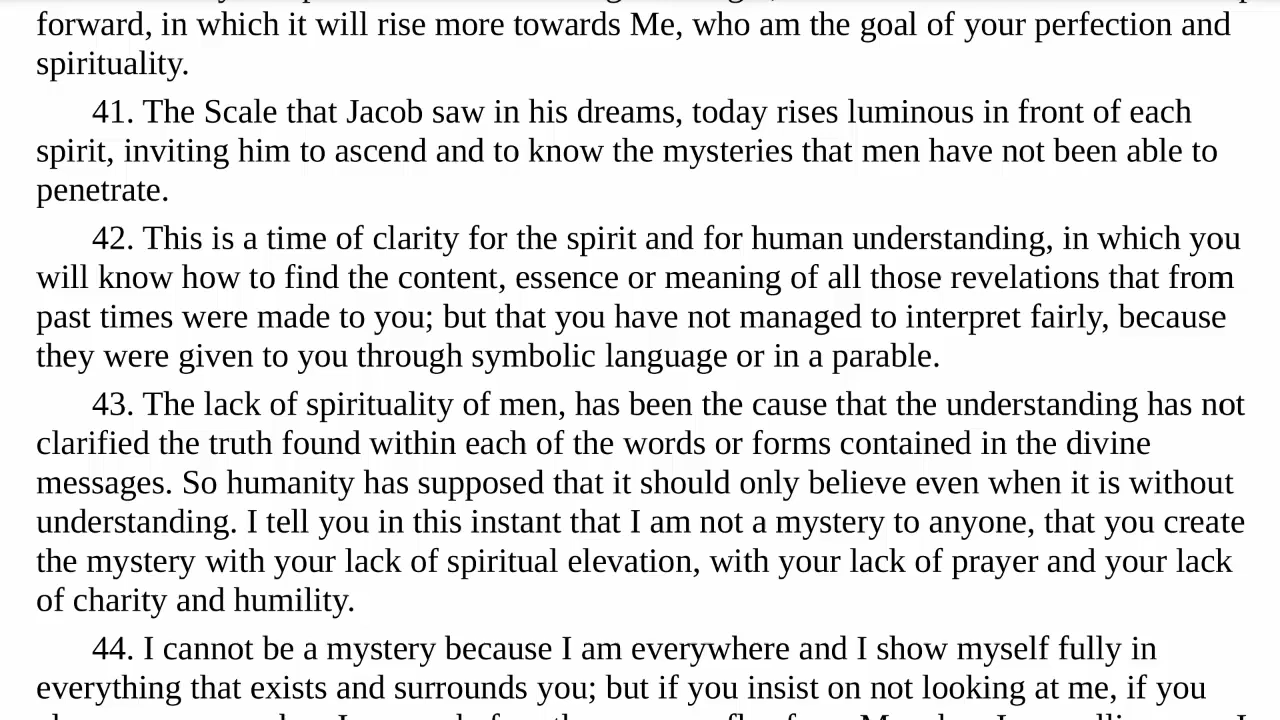 forward, in which it will rise more towards Me, who am the goal of your perfection and
spirituality.
41. The Scale that Jacob saw in his dreams, today rises luminous in front of each
spirit, inviting him to ascend and to know the mysteries that men have not been able to
penetrate.
42. This is a time of clarity for the spirit and for human understanding, in which you
will know how to find the content, essence or meaning of all those revelations that from
past times were made to you; but that you have not managed to interpret fairly, because
they were given to you through symbolic language or in a parable.
43. The lack of spirituality of men, has been the cause that the understanding has not
clarified the truth found within each of the words or forms contained in the divine
messages. So humanity has supposed that it should only believe even when it is without
understanding. I tell you in this instant that I am not a mystery to anyone, that you create
the mystery with your lack of spiritual elevation, with your lack of prayer and your lack
of charity and humility.
44. I cannot be a mystery because I am everywhere and I show myself fully in
everything that exists and surrounds you; but if you insist on not looking at me, if you